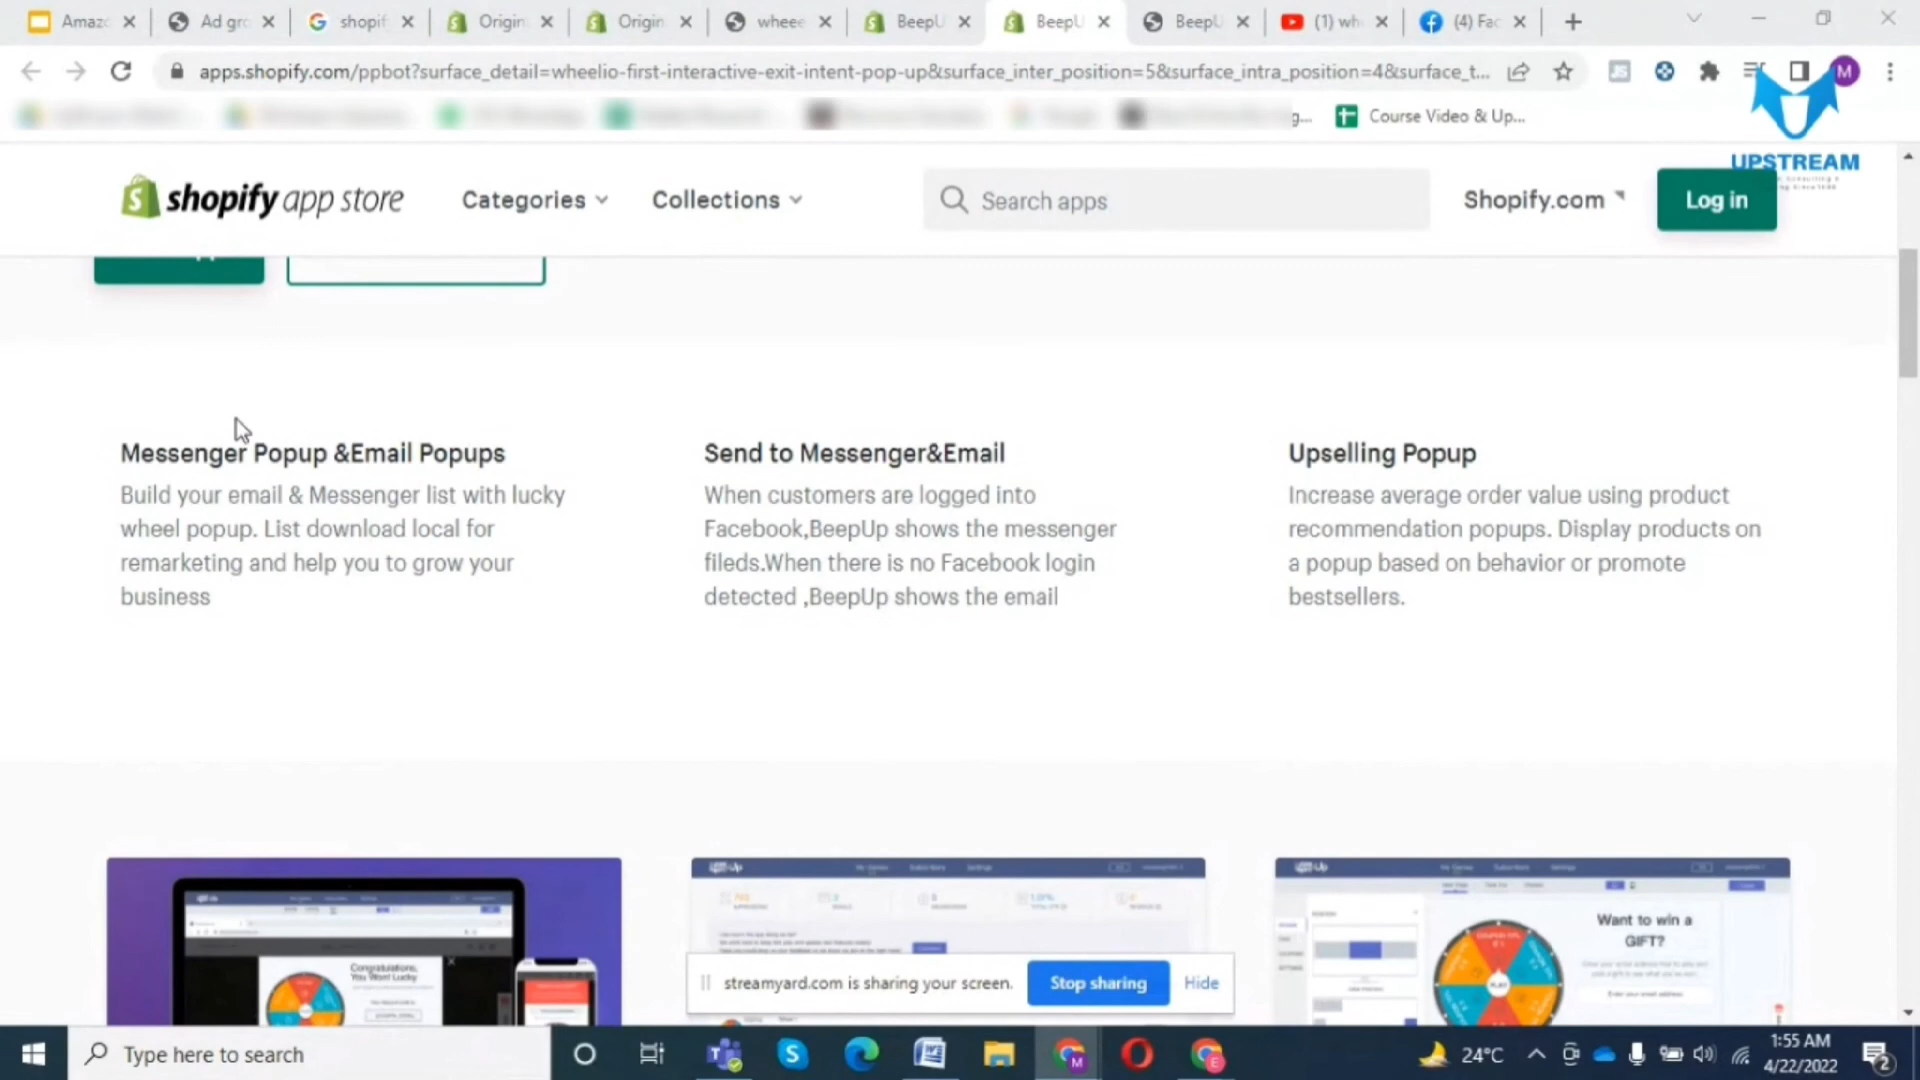 Amaz
Ad gro
shopif
Origin
Origin
wheee
BeepU
BeepU
BeepU
(1) wh
(4) Fac
apps.shopify.com/ppbot?surface_detail=wheelio-first-interactive-exit-intent-pop-up&surface_inter_position=5&surface_intra_position=4&surface_t...
M
g...
Course Video & Up...
UPSTREAM
shopify app store
Categories
Collections
Search apps
Shopify.com
Log in
Messenger Popup &Email Popups
Build your email & Messenger list with lucky
wheel popup. List download local for
remarketing and help you to grow your
business
Send to Messenger&Email
When customers are logged into
Facebook,BeepUp shows the messenger
fileds.When there is no Facebook login
detected ,BeepUp shows the email
Upselling Popup
Increase average order value using product
recommendation popups. Display products on
a popup based on behavior or promote
bestsellers.
Congratulations,
You Won Lucky
Want to win a
GIFT?
PLAY
streamyard.com is sharing your screen.
Stop sharing
Hide
Type here to search
24°C
1:55 AM
4/22/2022
2